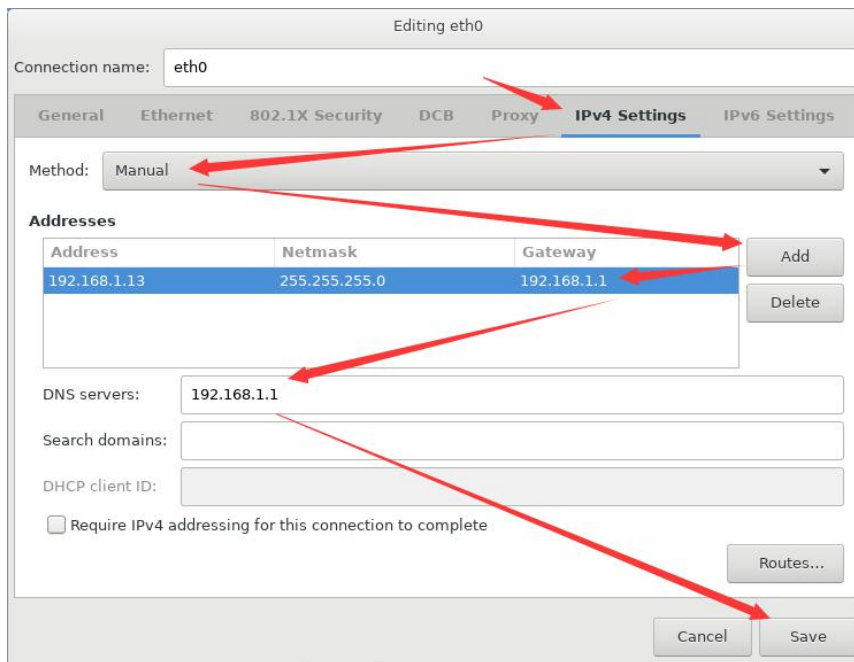 Editing eth0
Connection name: eth0
General Ethernet 802.1X Security DCB Proxy IPv4 Settings IPv6 Settings
Method: Manual
Addresses
Address Netmask Gateway
192.168.1.13 255.255.255.0 192.168.1.1
Add
Delete
DNS servers: 192.168.1.1
Search domains:
DHCP client ID:
Require IPv4 addressing for this connection to complete
Routes...
Cancel Save